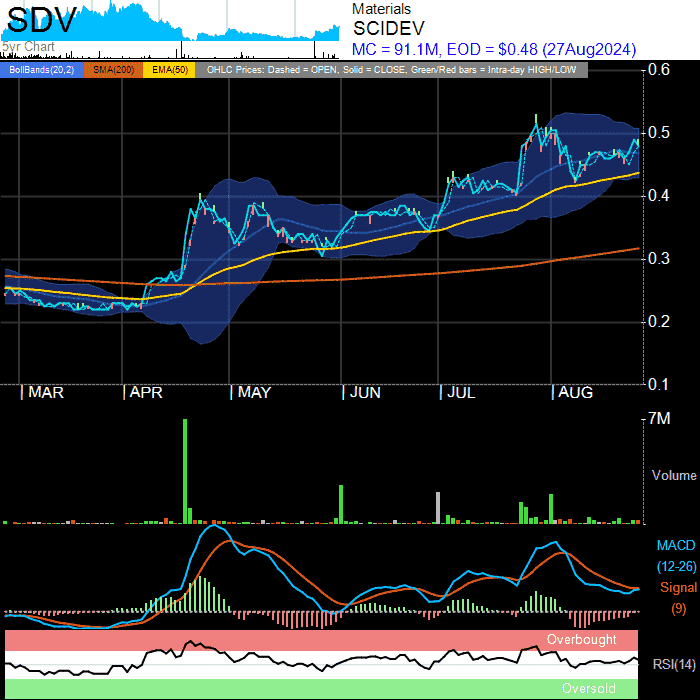 SDV
5yr Chart
Materials
SCIDEV
MC = 91.1M, EOD = $0.48 (27Aug2024)
BollBands(20,2) SMA(200) EMA(50) OHLC Prices: Dashed = OPEN, Solid = CLOSE, Green/Red bars = Intra-day HIGH/LOW
0.6
0.5
0.4
0.3
0.2
0.1
MAR APR MAY JUN JUL AUG
7M
Volume
MACD
(12-26)
Signal
(9)
Overbought
RSI(14)
Oversold